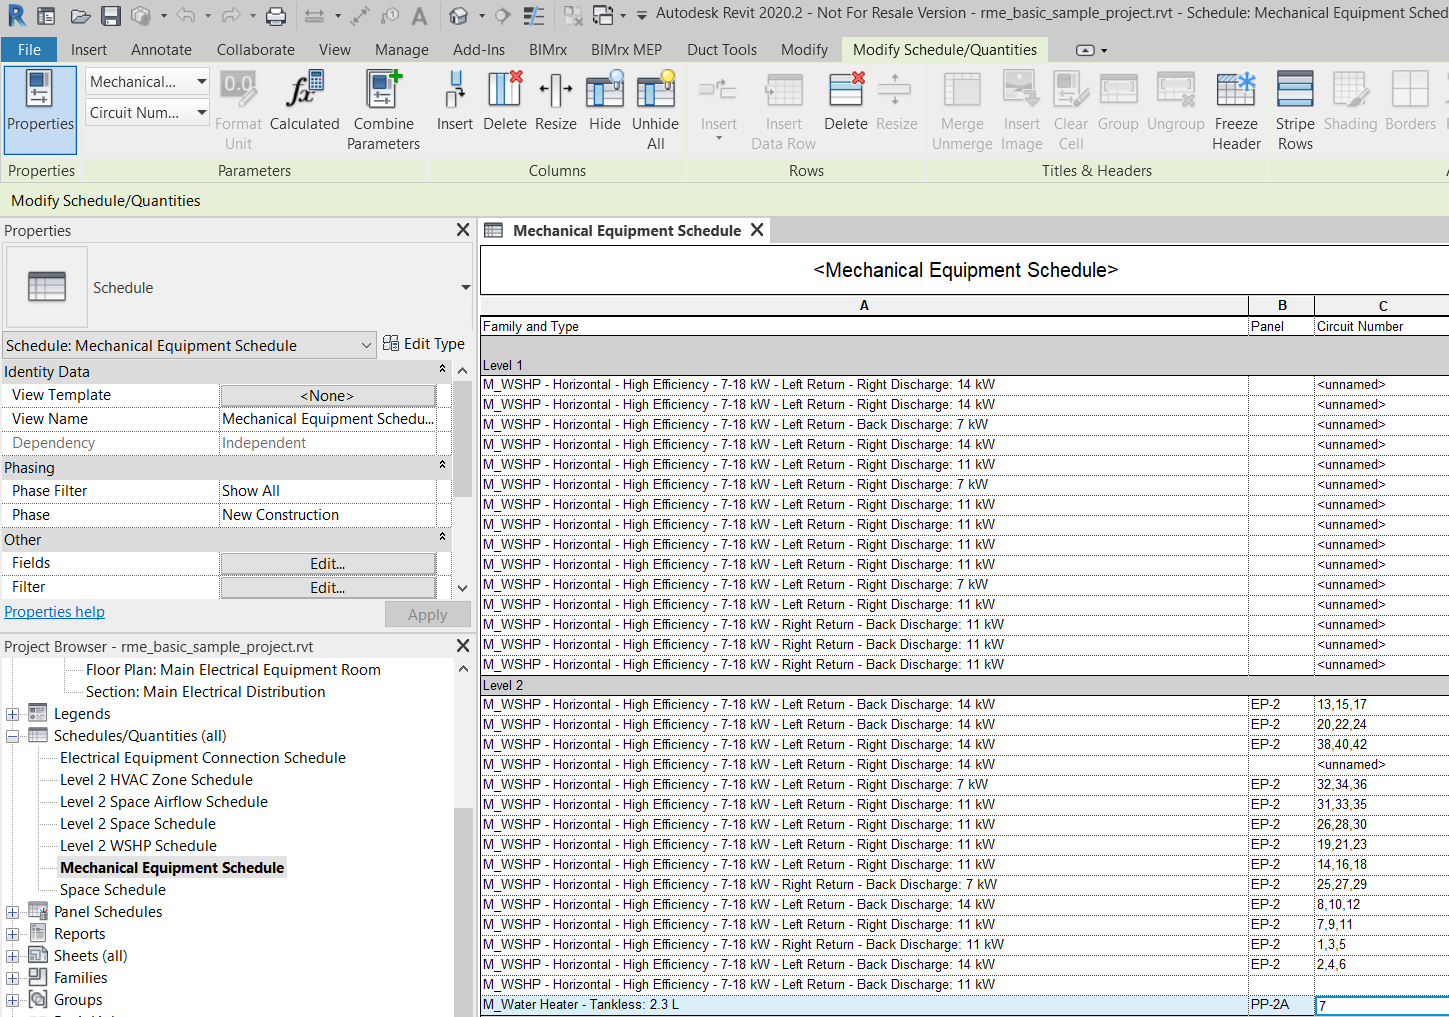 Autodesk Revit 2020.2 - Not For Resale Version - rme_basic_sample_project.rvt - Schedule: Mechanical Equipment Sched
File Insert Annotate Collaborate View Manage Add-Ins BIMrx BIMrx MEP Duct Tools Modify Modify Schedule/Quantities
Properties
Mechanical...
Circuit Num...
0.0
Format Unit
Calculated
Combine Parameters
Insert Delete Resize Hide Unhide All
Insert
Insert Data Row
Delete Resize
Merge Unmerge
Insert Image
Clear Cell
Group Ungroup
Freeze Header
Stripe Rows
Shading Borders
Properties Parameters Columns Rows Titles & Headers
Modify Schedule/Quantities
Properties
Schedule
Schedule: Mechanical Equipment Schedule
Edit Type
Identity Data
View Template <None>
View Name Mechanical Equipment Schedu...
Dependency Independent
Phasing
Phase Filter Show All
Phase New Construction
Other
Fields Edit...
Filter Edit...
Properties help Apply
Project Browser - rme_basic_sample_project.rvt
Floor Plan: Main Electrical Equipment Room
Section: Main Electrical Distribution
Legends
Schedules/Quantities (all)
Electrical Equipment Connection Schedule
Level 2 HVAC Zone Schedule
Level 2 Space Airflow Schedule
Level 2 Space Schedule
Level 2 WSHP Schedule
Mechanical Equipment Schedule
Space Schedule
Panel Schedules
Reports
Sheets (all)
Families
Groups
Mechanical Equipment Schedule
<Mechanical Equipment Schedule>
A B C
Family and Type Panel Circuit Number
Level 1
M_WSHP - Horizontal - High Efficiency - 7-18 kW - Left Return - Right Discharge: 14 kW <unnamed>
M_WSHP - Horizontal - High Efficiency - 7-18 kW - Left Return - Right Discharge: 14 kW <unnamed>
M_WSHP - Horizontal - High Efficiency - 7-18 kW - Left Return - Back Discharge: 7 kW <unnamed>
M_WSHP - Horizontal - High Efficiency - 7-18 kW - Left Return - Right Discharge: 14 kW <unnamed>
M_WSHP - Horizontal - High Efficiency - 7-18 kW - Left Return - Right Discharge: 11 kW <unnamed>
M_WSHP - Horizontal - High Efficiency - 7-18 kW - Left Return - Right Discharge: 7 kW <unnamed>
M_WSHP - Horizontal - High Efficiency - 7-18 kW - Left Return - Right Discharge: 11 kW <unnamed>
M_WSHP - Horizontal - High Efficiency - 7-18 kW - Left Return - Right Discharge: 11 kW <unnamed>
M_WSHP - Horizontal - High Efficiency - 7-18 kW - Left Return - Right Discharge: 11 kW <unnamed>
M_WSHP - Horizontal - High Efficiency - 7-18 kW - Left Return - Right Discharge: 11 kW <unnamed>
M_WSHP - Horizontal - High Efficiency - 7-18 kW - Left Return - Right Discharge: 7 kW <unnamed>
M_WSHP - Horizontal - High Efficiency - 7-18 kW - Left Return - Right Discharge: 11 kW <unnamed>
M_WSHP - Horizontal - High Efficiency - 7-18 kW - Right Return - Back Discharge: 11 kW <unnamed>
M_WSHP - Horizontal - High Efficiency - 7-18 kW - Right Return - Back Discharge: 11 kW <unnamed>
M_WSHP - Horizontal - High Efficiency - 7-18 kW - Right Return - Back Discharge: 11 kW <unnamed>
Level 2
M_WSHP - Horizontal - High Efficiency - 7-18 kW - Left Return - Back Discharge: 14 kW EP-2 13,15,17
M_WSHP - Horizontal - High Efficiency - 7-18 kW - Left Return - Back Discharge: 14 kW EP-2 20,22,24
M_WSHP - Horizontal - High Efficiency - 7-18 kW - Left Return - Right Discharge: 14 kW EP-2 38,40,42
M_WSHP - Horizontal - High Efficiency - 7-18 kW - Left Return - Right Discharge: 14 kW <unnamed>
M_WSHP - Horizontal - High Efficiency - 7-18 kW - Left Return - Right Discharge: 7 kW EP-2 32,34,36
M_WSHP - Horizontal - High Efficiency - 7-18 kW - Left Return - Right Discharge: 11 kW EP-2 31,33,35
M_WSHP - Horizontal - High Efficiency - 7-18 kW - Left Return - Right Discharge: 11 kW EP-2 26,28,30
M_WSHP - Horizontal - High Efficiency - 7-18 kW - Left Return - Right Discharge: 11 kW EP-2 19,21,23
M_WSHP - Horizontal - High Efficiency - 7-18 kW - Left Return - Right Discharge: 11 kW EP-2 14,16,18
M_WSHP - Horizontal - High Efficiency - 7-18 kW - Right Return - Back Discharge: 7 kW EP-2 25,27,29
M_WSHP - Horizontal - High Efficiency - 7-18 kW - Left Return - Back Discharge: 14 kW EP-2 8,10,12
M_WSHP - Horizontal - High Efficiency - 7-18 kW - Left Return - Right Discharge: 11 kW EP-2 7,9,11
M_WSHP - Horizontal - High Efficiency - 7-18 kW - Right Return - Back Discharge: 11 kW EP-2 1,3,5
M_WSHP - Horizontal - High Efficiency - 7-18 kW - Left Return - Back Discharge: 14 kW EP-2 2,4,6
M_WSHP - Horizontal - High Efficiency - 7-18 kW - Left Return - Back Discharge: 11 kW
M_Water Heater - Tankless: 2.3 L PP-2A 7